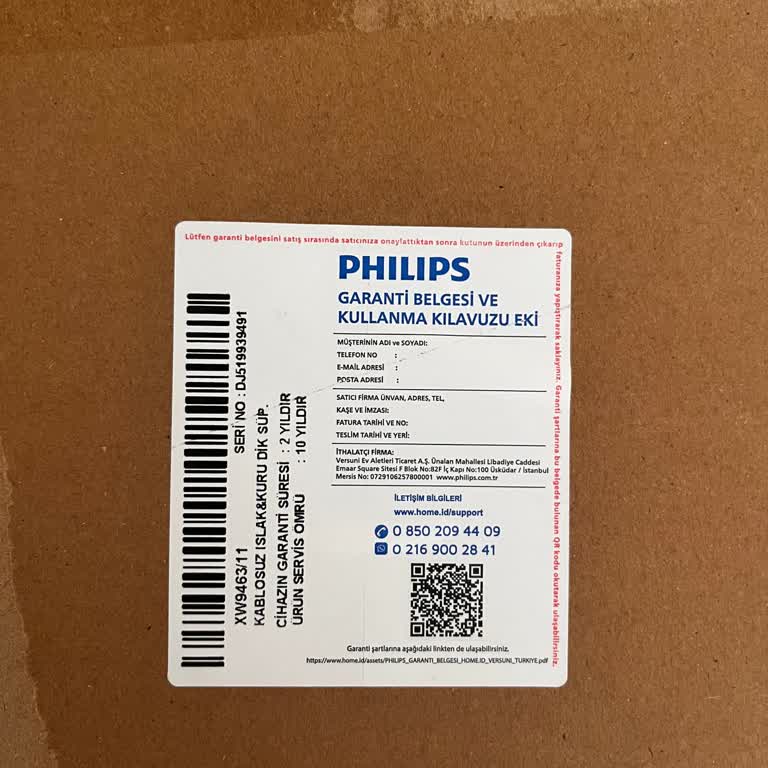 Lütfen garanti belgesini satış sırasında satıcınıza onaylattıktan sonra kutunun üzerinden çıkarıp
faturanıza yapıştırarak saklayınız. Garanti şartlarına bu belgede bulunan QR kodu okutarak ulaşabilirsiniz.
PHILIPS
GARANTİ BELGESİ VE
KULLANMA KILAVUZU EKİ
MÜŞTERİNİN ADI ve SOYADI:
TELEFON NO :
E-MAİL ADRESİ :
POSTA ADRESİ :
SATICI FİRMA ÜNVAN, ADRES, TEL,
KAŞE ve İMZASI:
FATURA TARİHİ VE NO:
TESLİM TARİHİ VE YERİ:
İTHALATÇI FİRMA:
Versuni Ev Aletleri Ticaret A.Ş. Ünalan Mahallesi Libadiye Caddesi
Emaar Square Sitesi F Blok No:82F İç Kapı No:100 Üsküdar / İstanbul
Mersis No: 0729106257800001 www.philips.com.tr
İLETİŞİM BİLGİLERİ
www.home.id/support
0 850 209 44 09
0 216 900 28 41
Garanti şartlarına aşağıdaki linkten de ulaşabilirsiniz.
https://www.home.id/assets/PHILIPS_GARANTI_BELGESI_HOME.ID_VERSUNI_TURKIYE.pdf
SERİ NO : DJ519939491
XW9463/11
KABLOSUZ ISLAK&KURU DİK SÜP.
CİHAZIN GARANTİ SÜRESİ : 2 YILDIR
ÜRÜN SERVİS ÖMRÜ : 10 YILDIR